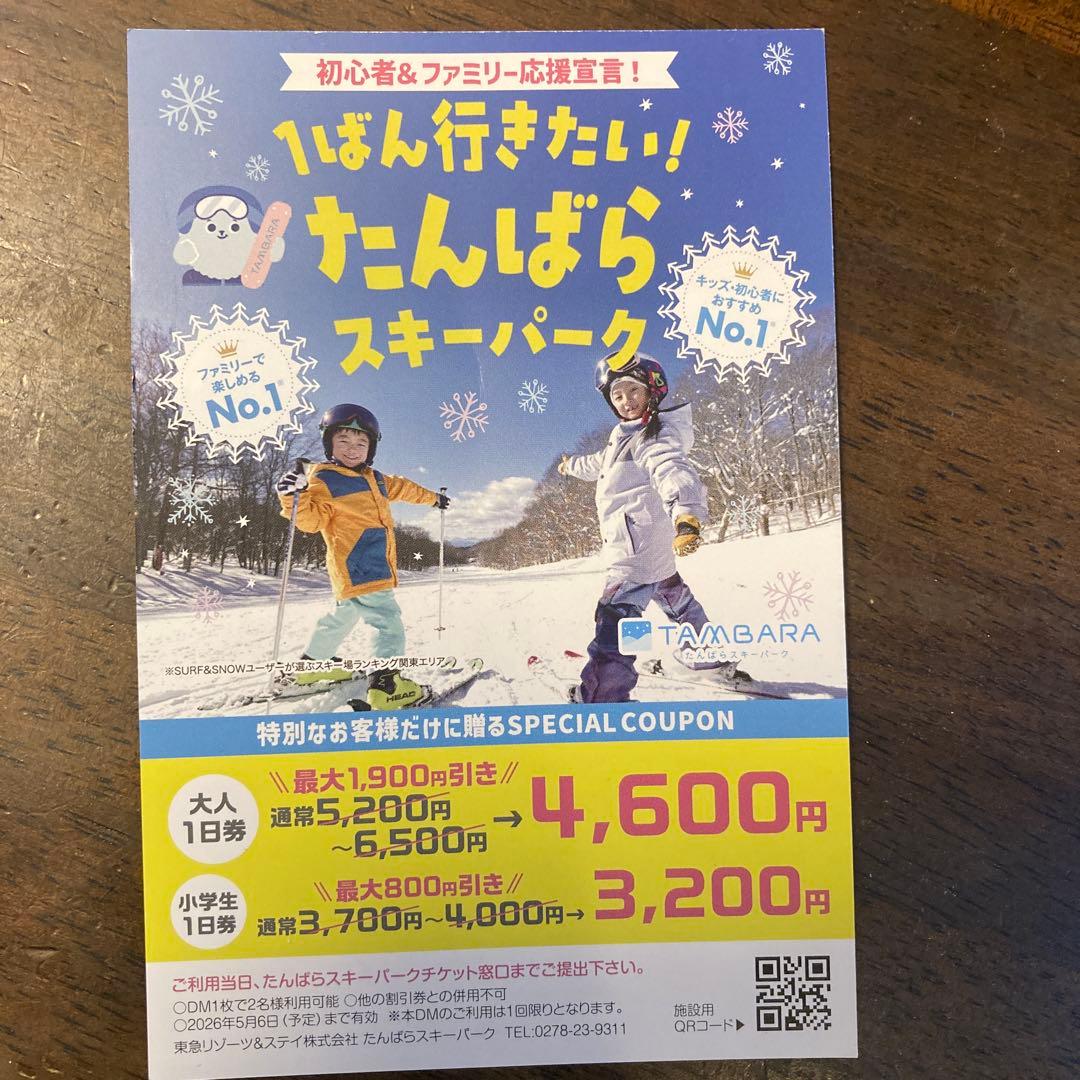 初心者&ファミリー応援宣言!
1ばん行きたい!
たんばら
スキーパーク
TAMBARA
キッズ・初心者に
おすすめ
No.1※
ファミリーで
楽しめる
No.1※
TAMBARA
たんばらスキーパーク
HEAD
※SURF&SNOWユーザーが選ぶスキー場ランキング関東エリア
特別なお客様だけに贈るSPECIAL COUPON
大人
1日券
\\最大1,900円引き//
通常5,200円
～6,500円→4,600円
小学生
1日券
\\最大800円引き//
通常3,700円～4,000円→3,200円
ご利用当日、たんばらスキーパークチケット窓口までご提出下さい。
○DM1枚で2名様利用可能 ○他の割引券との併用不可
○2026年5月6日(予定)まで有効 ※本DMのご利用は1回限りとなります。
東急リゾーツ&ステイ株式会社 たんばらスキーパーク TEL:0278-23-9311
施設用
QRコード▶